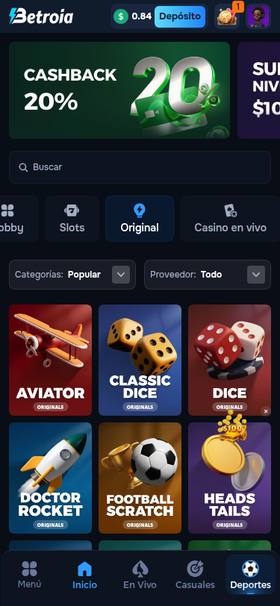 Betroia
$ 0.84 Depósito
1
CASHBACK
20%
20
SU
NIV
$10
Buscar
obby
Slots
Original
Casino en vivo
Categorías: Popular
Proveedor: Todo
AVIATOR
ORIGINALS
CLASSIC
DICE
ORIGINALS
DICE
ORIGINALS
DOCTOR
ROCKET
ORIGINALS
FOOTBALL
SCRATCH
ORIGINALS
$100
HEADS
TAILS
ORIGINALS
Menú
Inicio
En Vivo
Casuales
Deportes